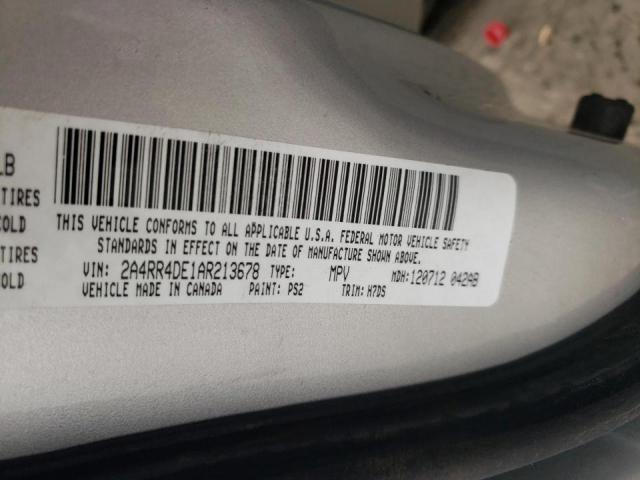 LB
TIRES
COLD
TIRES
COLD
THIS VEHICLE CONFORMS TO ALL APPLICABLE U.S.A. FEDERAL MOTOR VEHICLE SAFETY
STANDARDS IN EFFECT ON THE DATE OF MANUFACTURE SHOWN ABOVE.
VIN: 2A4RR4DE1AR213678 TYPE: MPV MDH:120712 042AB
VEHICLE MADE IN CANADA PAINT: PS2 TRIM: H7DS